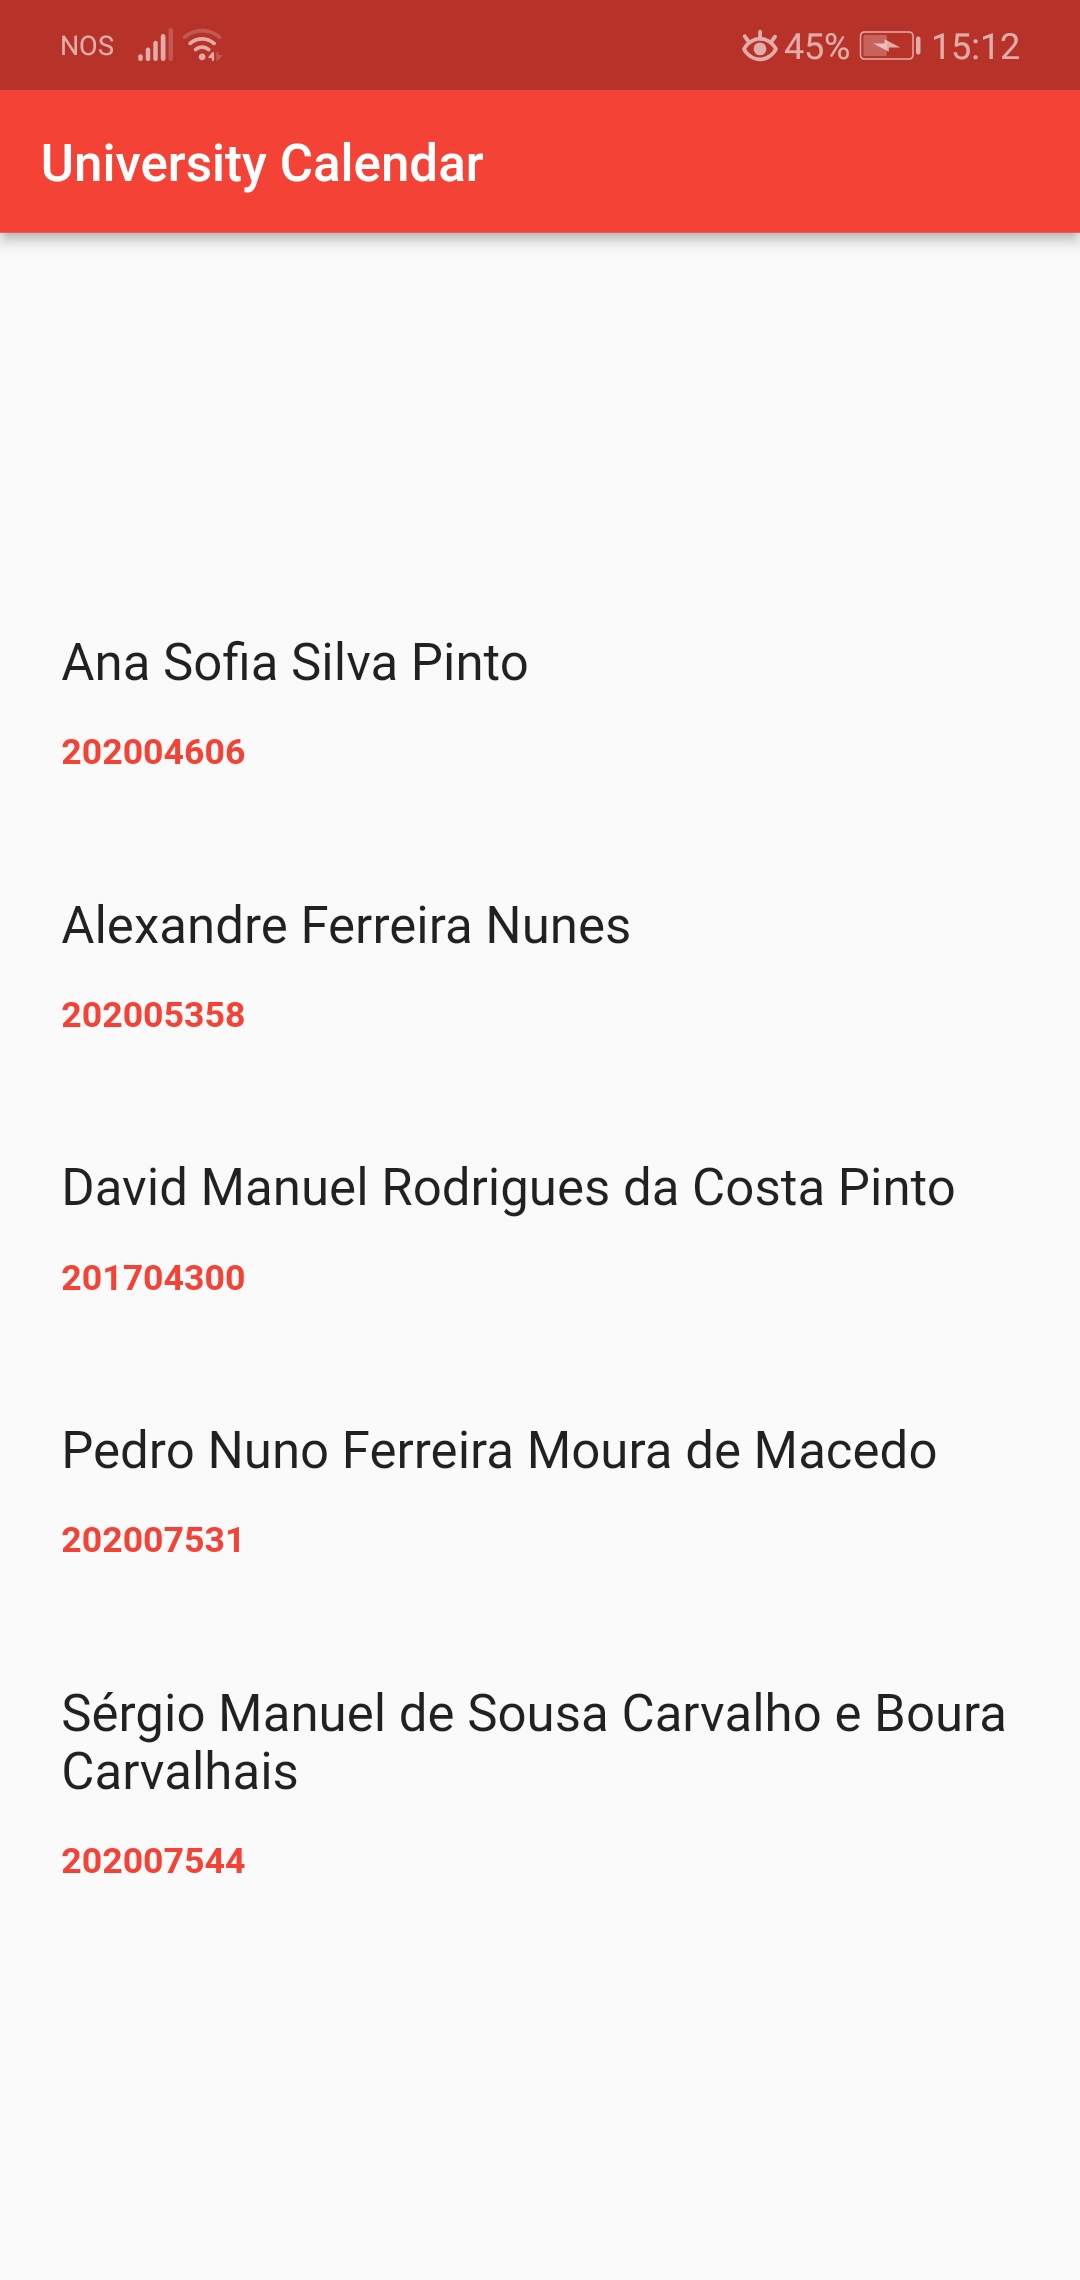 NOS 45% 15:12
University Calendar
Ana Sofia Silva Pinto
202004606
Alexandre Ferreira Nunes
202005358
David Manuel Rodrigues da Costa Pinto
201704300
Pedro Nuno Ferreira Moura de Macedo
202007531
Sérgio Manuel de Sousa Carvalho e Boura
Carvalhais
202007544